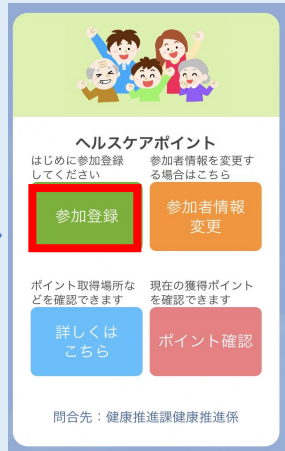 ヘルスケアポイント
はじめに参加登録
してください
参加者情報を変更す
る場合はこちら
参加登録
参加者情報
変更
ポイント取得場所な
どを確認できます
現在の獲得ポイント
を確認できます
詳しくは
こちら
ポイント確認
問合先：健康推進課健康推進係